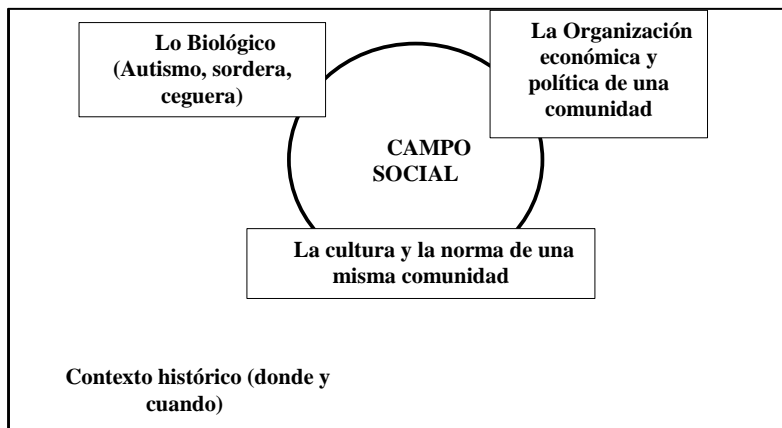 Lo Biológico
(Autismo, sordera,
ceguera)
La Organización
económica y
política de una
comunidad
CAMPO
SOCIAL
La cultura y la norma de una
misma comunidad
Contexto histórico (donde y
cuando)